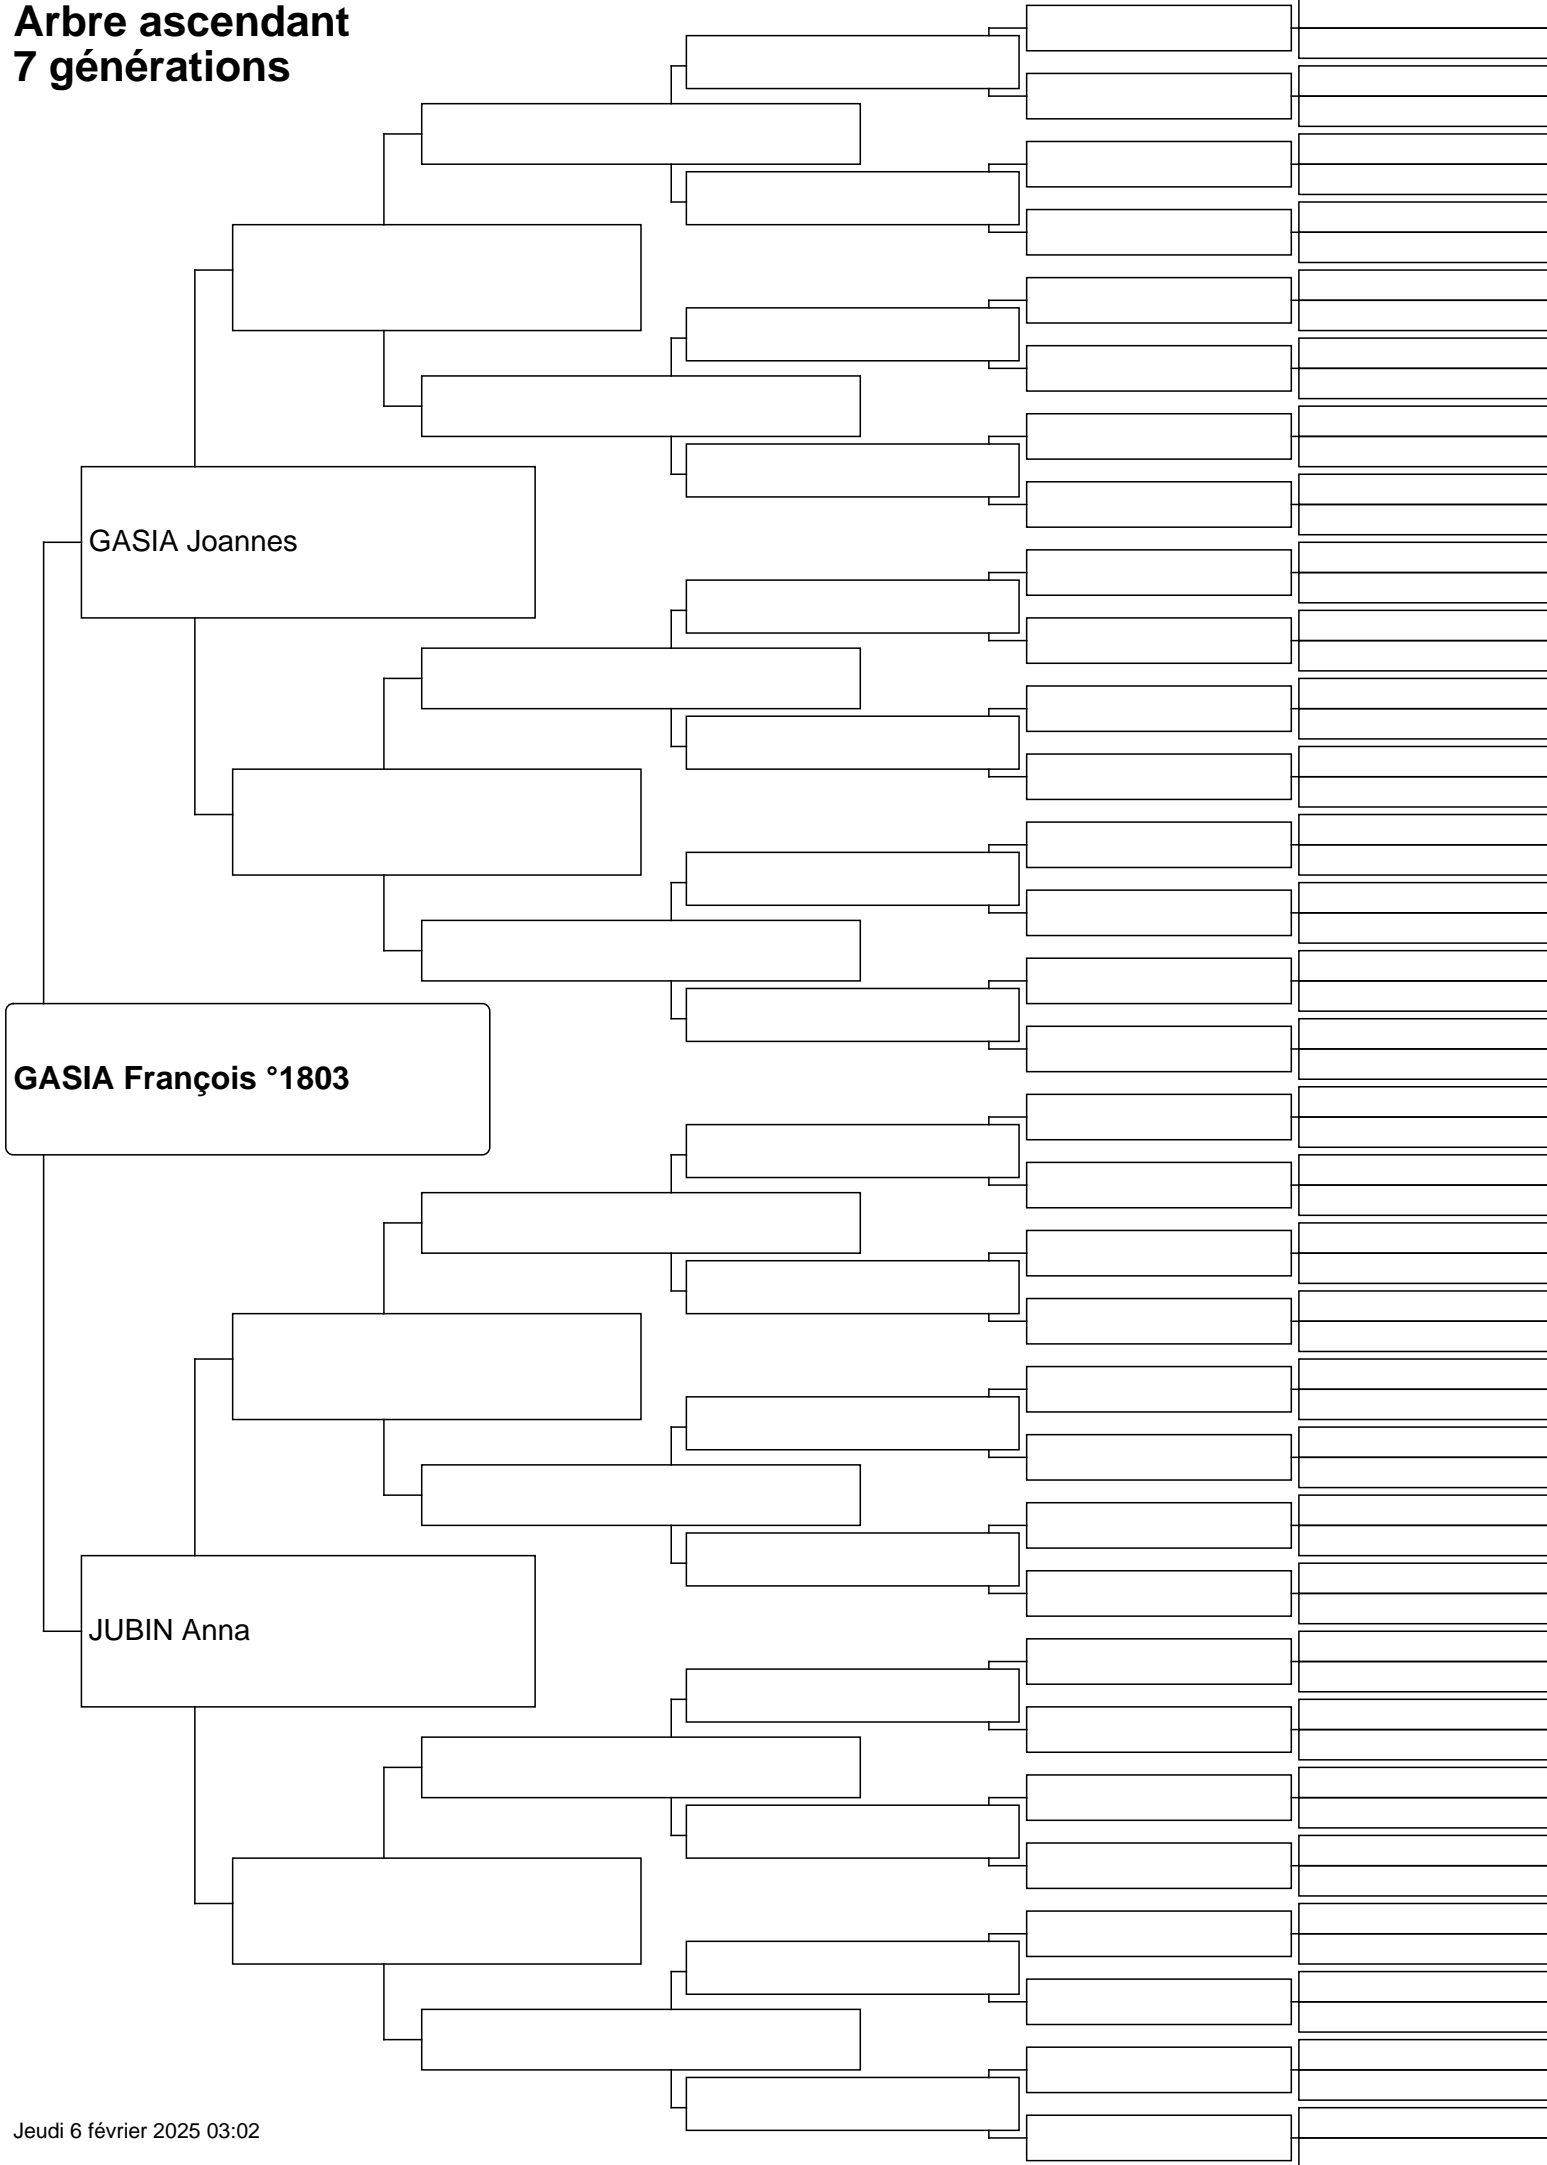 Arbre ascendant
7 générations
GASIA Joannes
GASIA François °1803
JUBIN Anna
Jeudi 6 février 2025 03:02